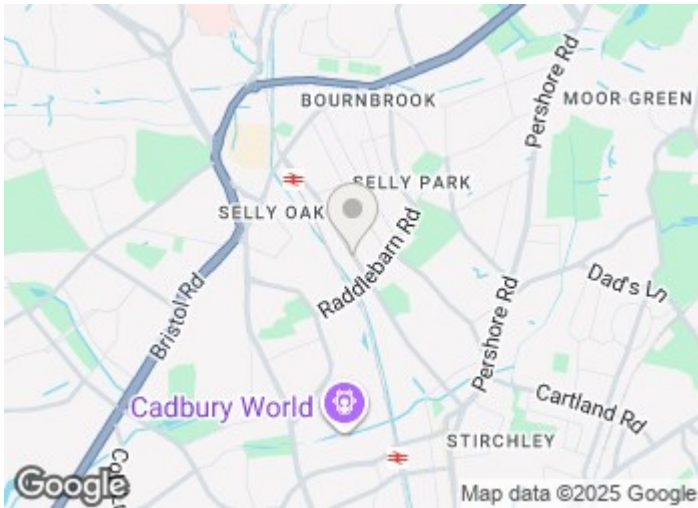 BOURNBROOK
MOOR GREEN
Pershore Rd
SELLY PARK
SELLY OAK
Raddlebarn Rd
Dad's Ln
Bristol Rd
Pershore Rd
Cadbury World
Cartland Rd
STIRCHLEY
Google
Map data ©2025 Google